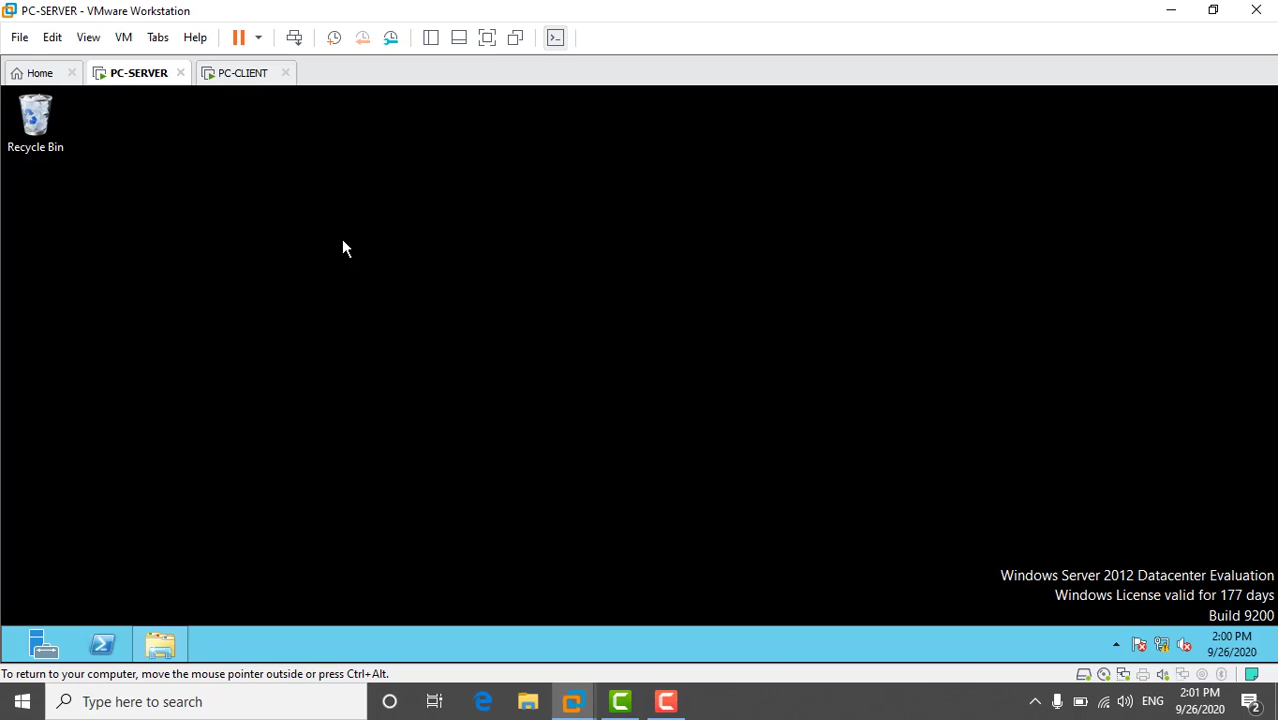 PC-SERVER - VMware Workstation
File Edit View VM Tabs Help
Home PC-SERVER PC-CLIENT
Recycle Bin
Windows Server 2012 Datacenter Evaluation
Windows License valid for 177 days
Build 9200
2:00 PM
9/26/2020
To return to your computer, move the mouse pointer outside or press Ctrl+Alt.
Type here to search
ENG
2:01 PM
9/26/2020
2